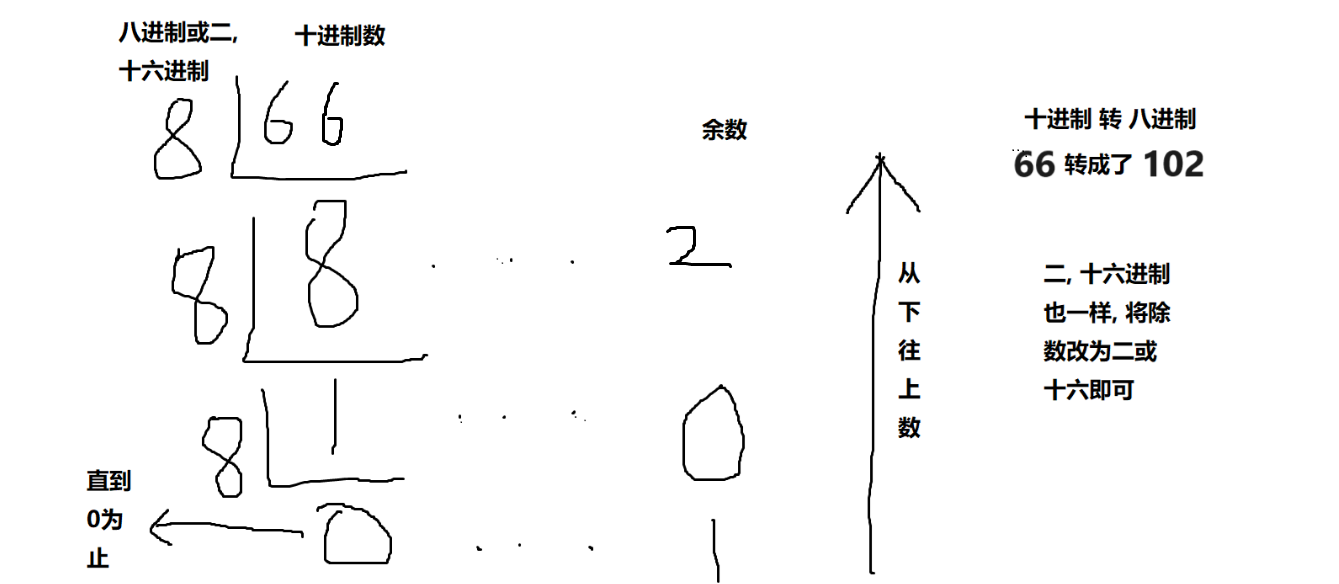 八进制或二,
十六进制
十进制数
8 66
余数
十进制 转 八进制
66 转成了 102
8 8 . . . 2
从下往上数
二, 十六进制
也一样, 将除
数改为二或
十六即可
8 1 . . . 0
直到
0为
止
0 . . . 1